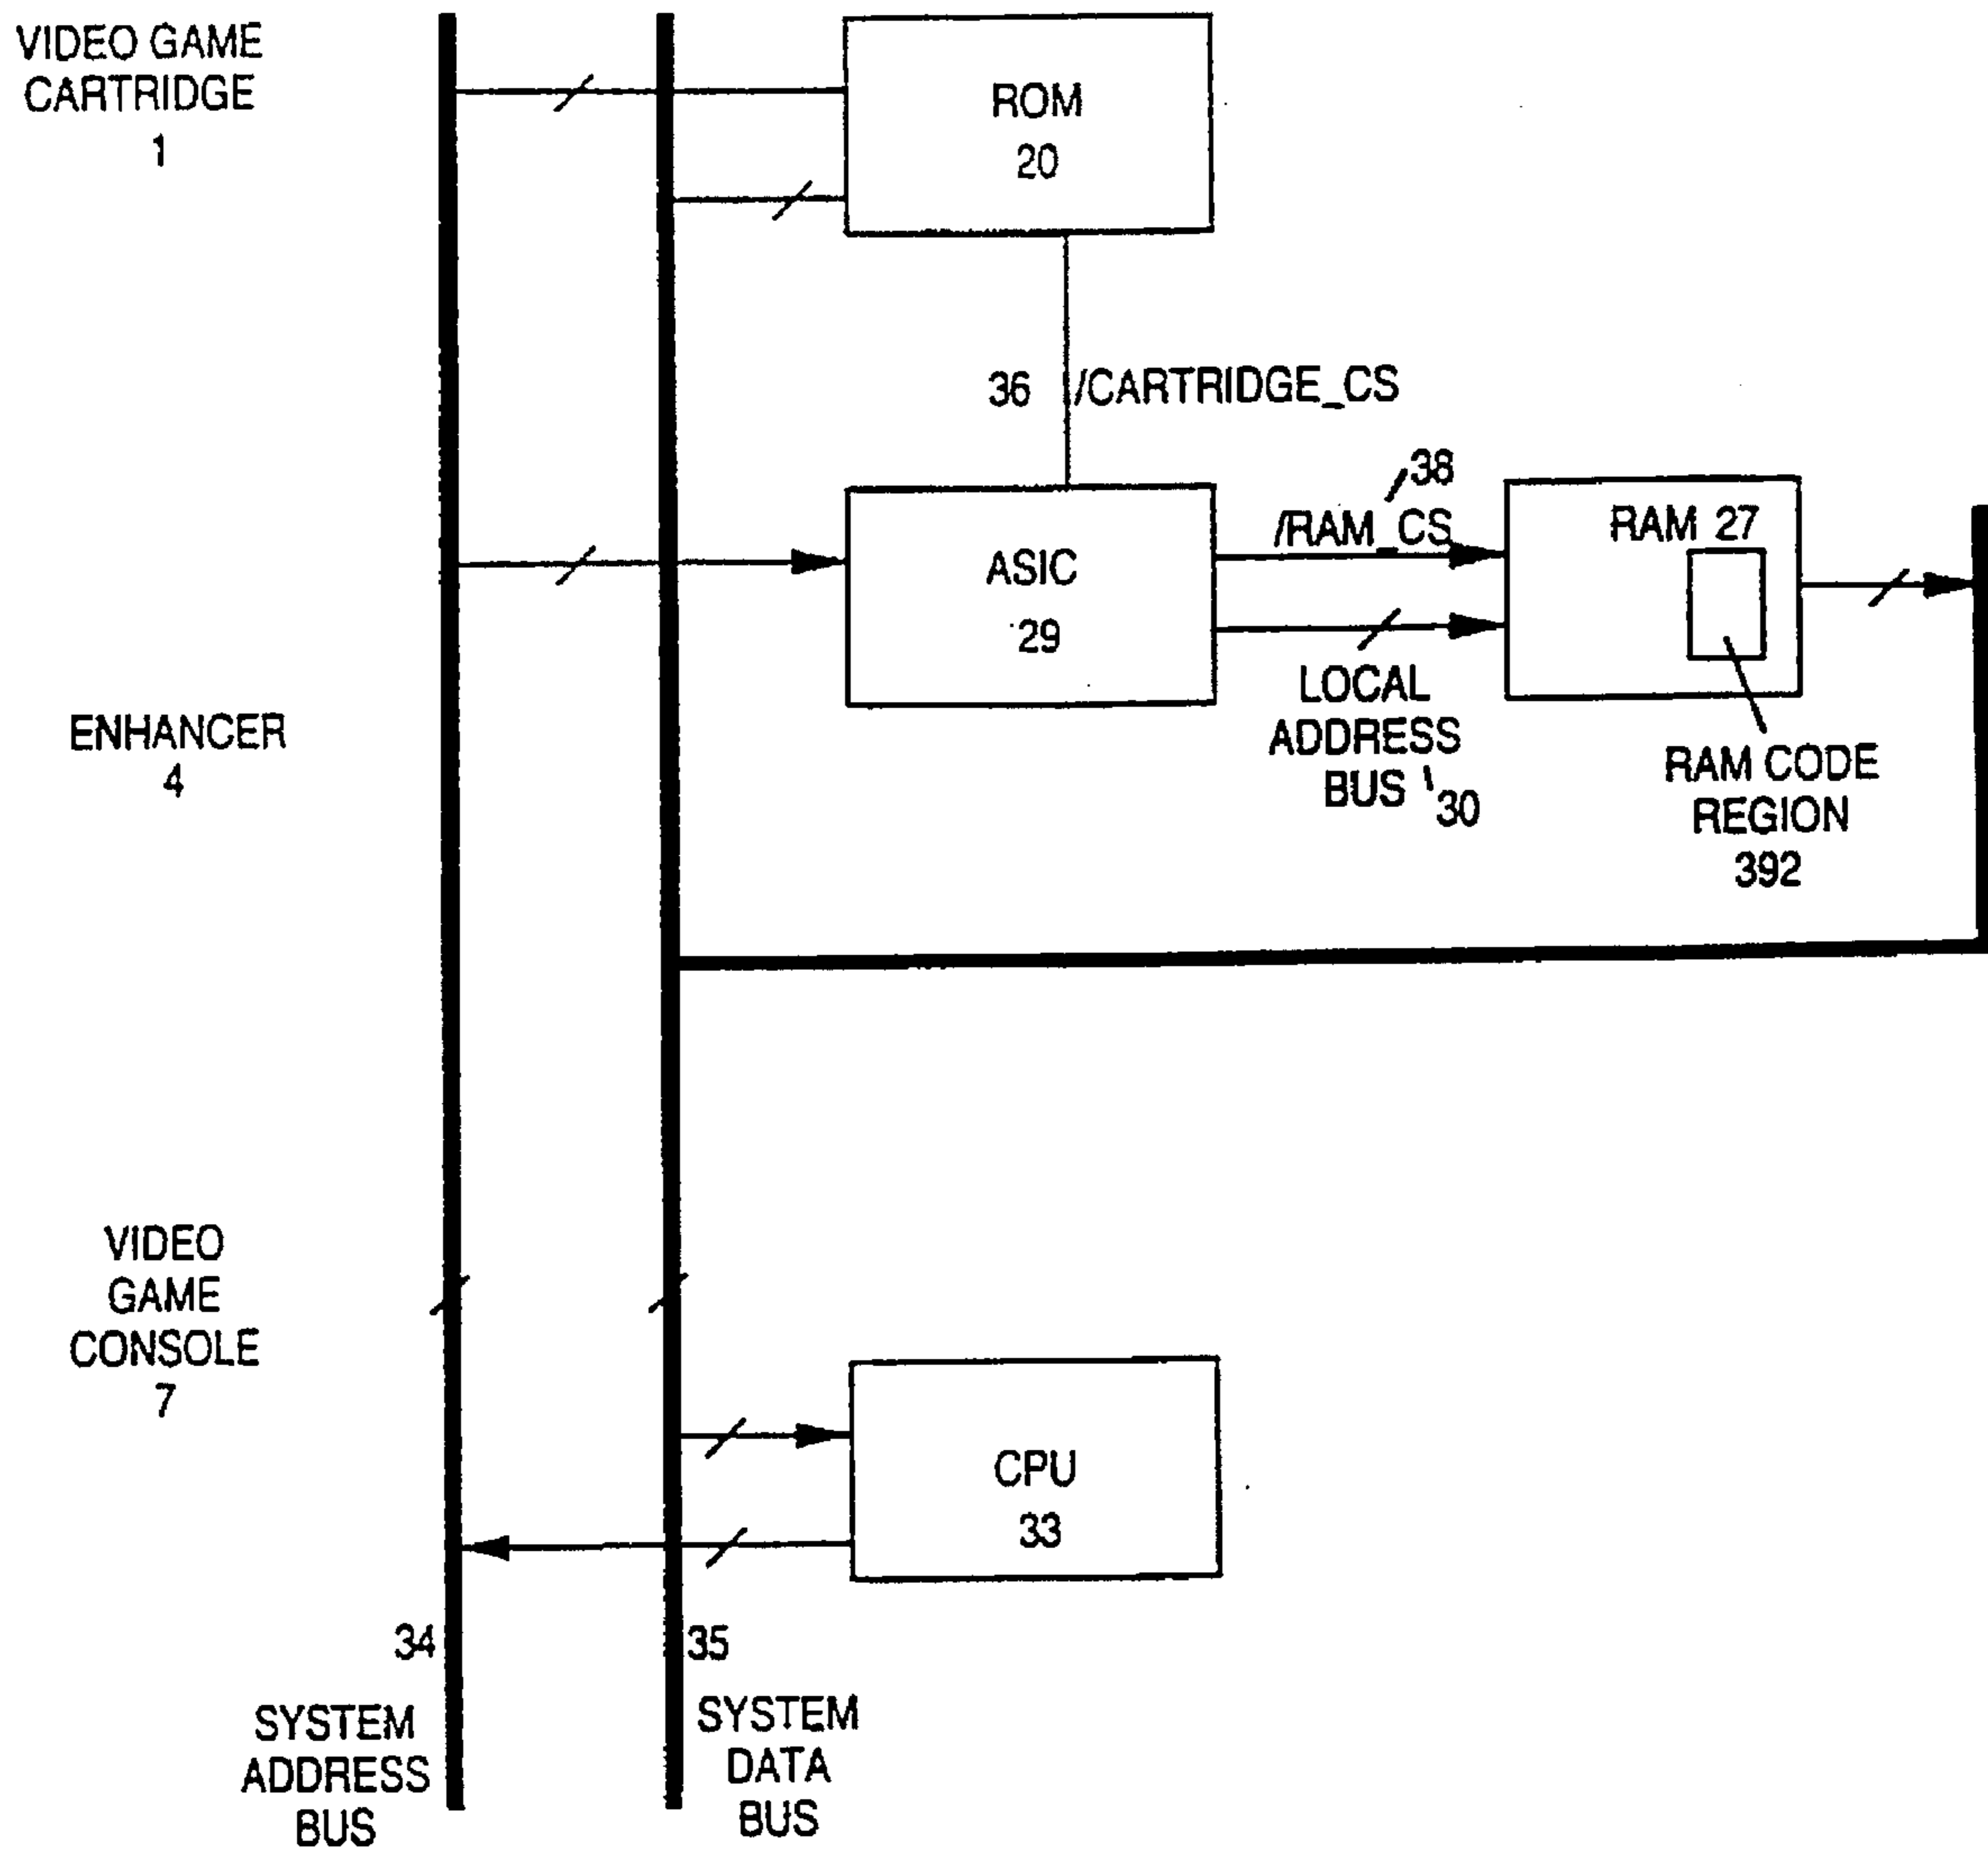 VIDEO GAME
CARTRIDGE
1
ROM
20
36 /CARTRIDGE_CS
38
/RAM_CS
RAM 27
ASIC
29
LOCAL
ADDRESS
BUS 30
RAM CODE
REGION
392
ENHANCER
4
VIDEO
GAME
CONSOLE
7
CPU
33
34
35
SYSTEM
ADDRESS
BUS
SYSTEM
DATA
BUS